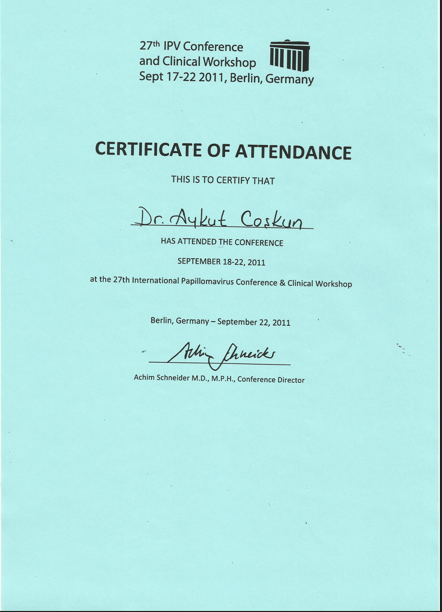 27th IPV Conference
and Clinical Workshop
Sept 17-22 2011, Berlin, Germany
CERTIFICATE OF ATTENDANCE
THIS IS TO CERTIFY THAT
Dr. Aykut Coskun
HAS ATTENDED THE CONFERENCE
SEPTEMBER 18-22, 2011
at the 27th International Papillomavirus Conference & Clinical Workshop
Berlin, Germany – September 22, 2011
Achim Schneider
Achim Schneider M.D., M.P.H., Conference Director